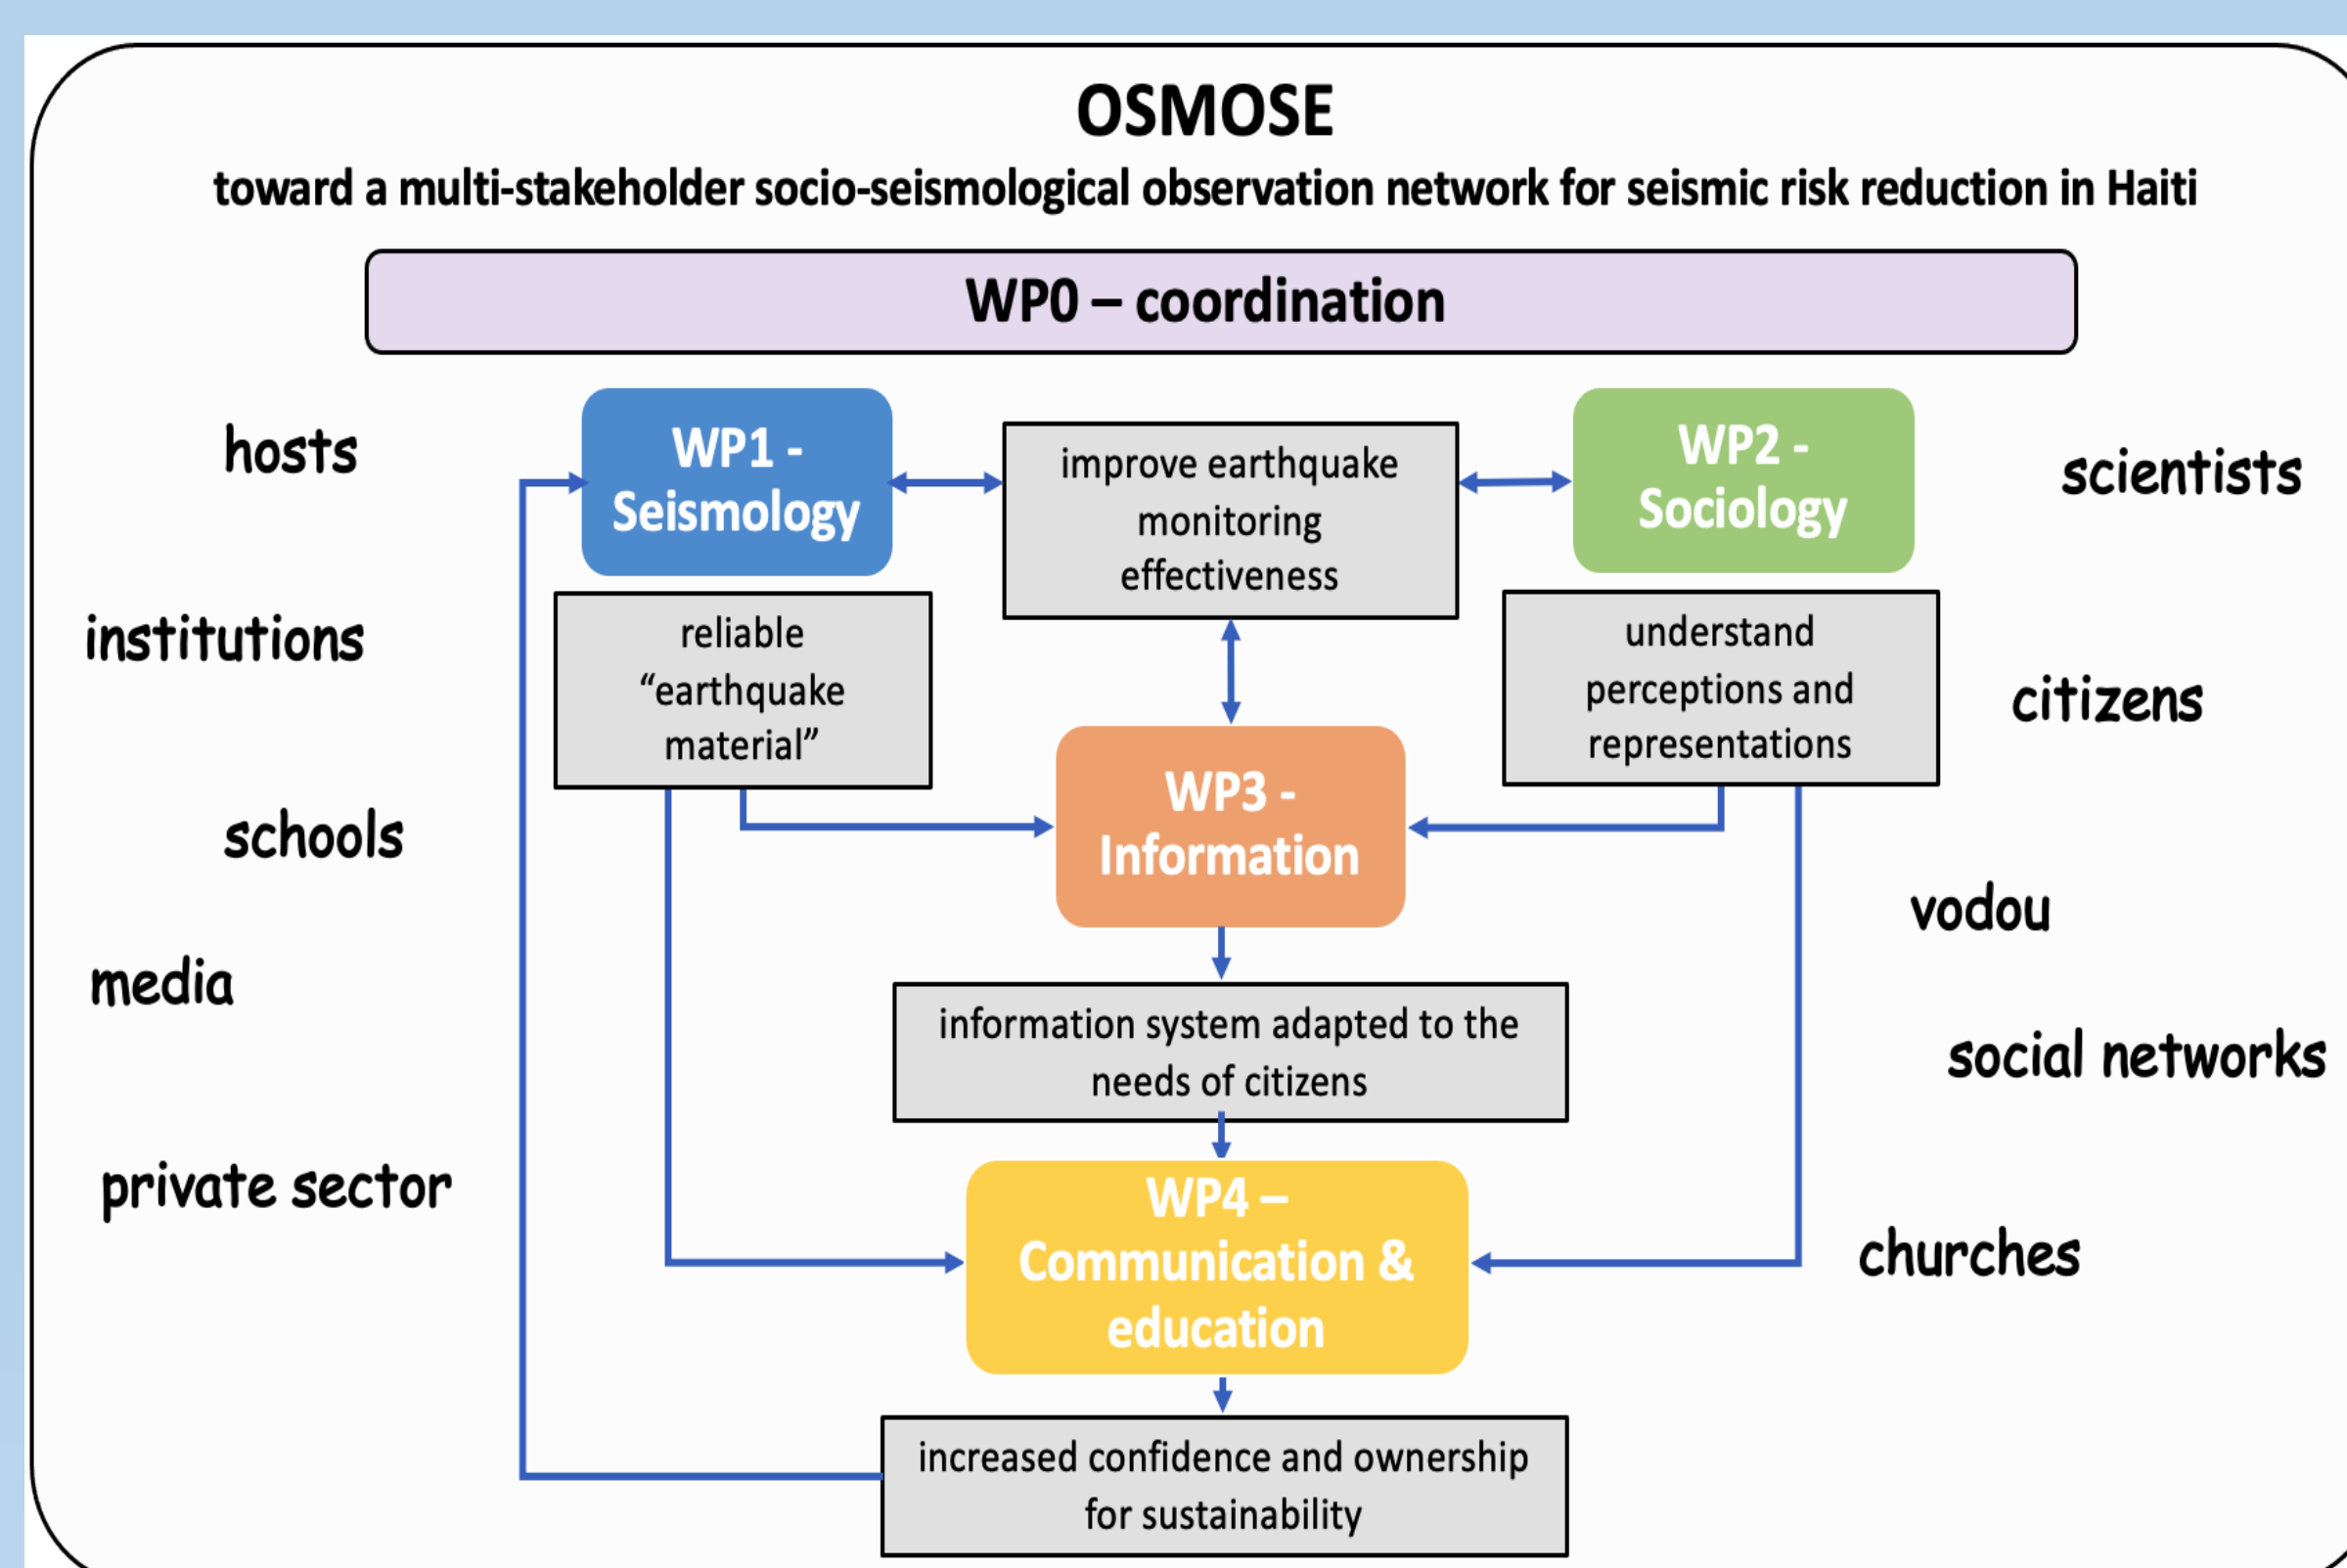 OSMOSE
toward a multi-stakeholder socio-seismological observation network for seismic risk reduction in Haiti
WP0 – coordination
hosts
institutions
schools
media
private sector
WP1 -
Seismology
reliable
“earthquake
material”
improve earthquake
monitoring
effectiveness
WP2 -
Sociology
understand
perceptions and
representations
WP3 -
Information
information system adapted to the
needs of citizens
WP4 –
Communication &
education
increased confidence and ownership
for sustainability
scientists
citizens
vodou
social networks
churches